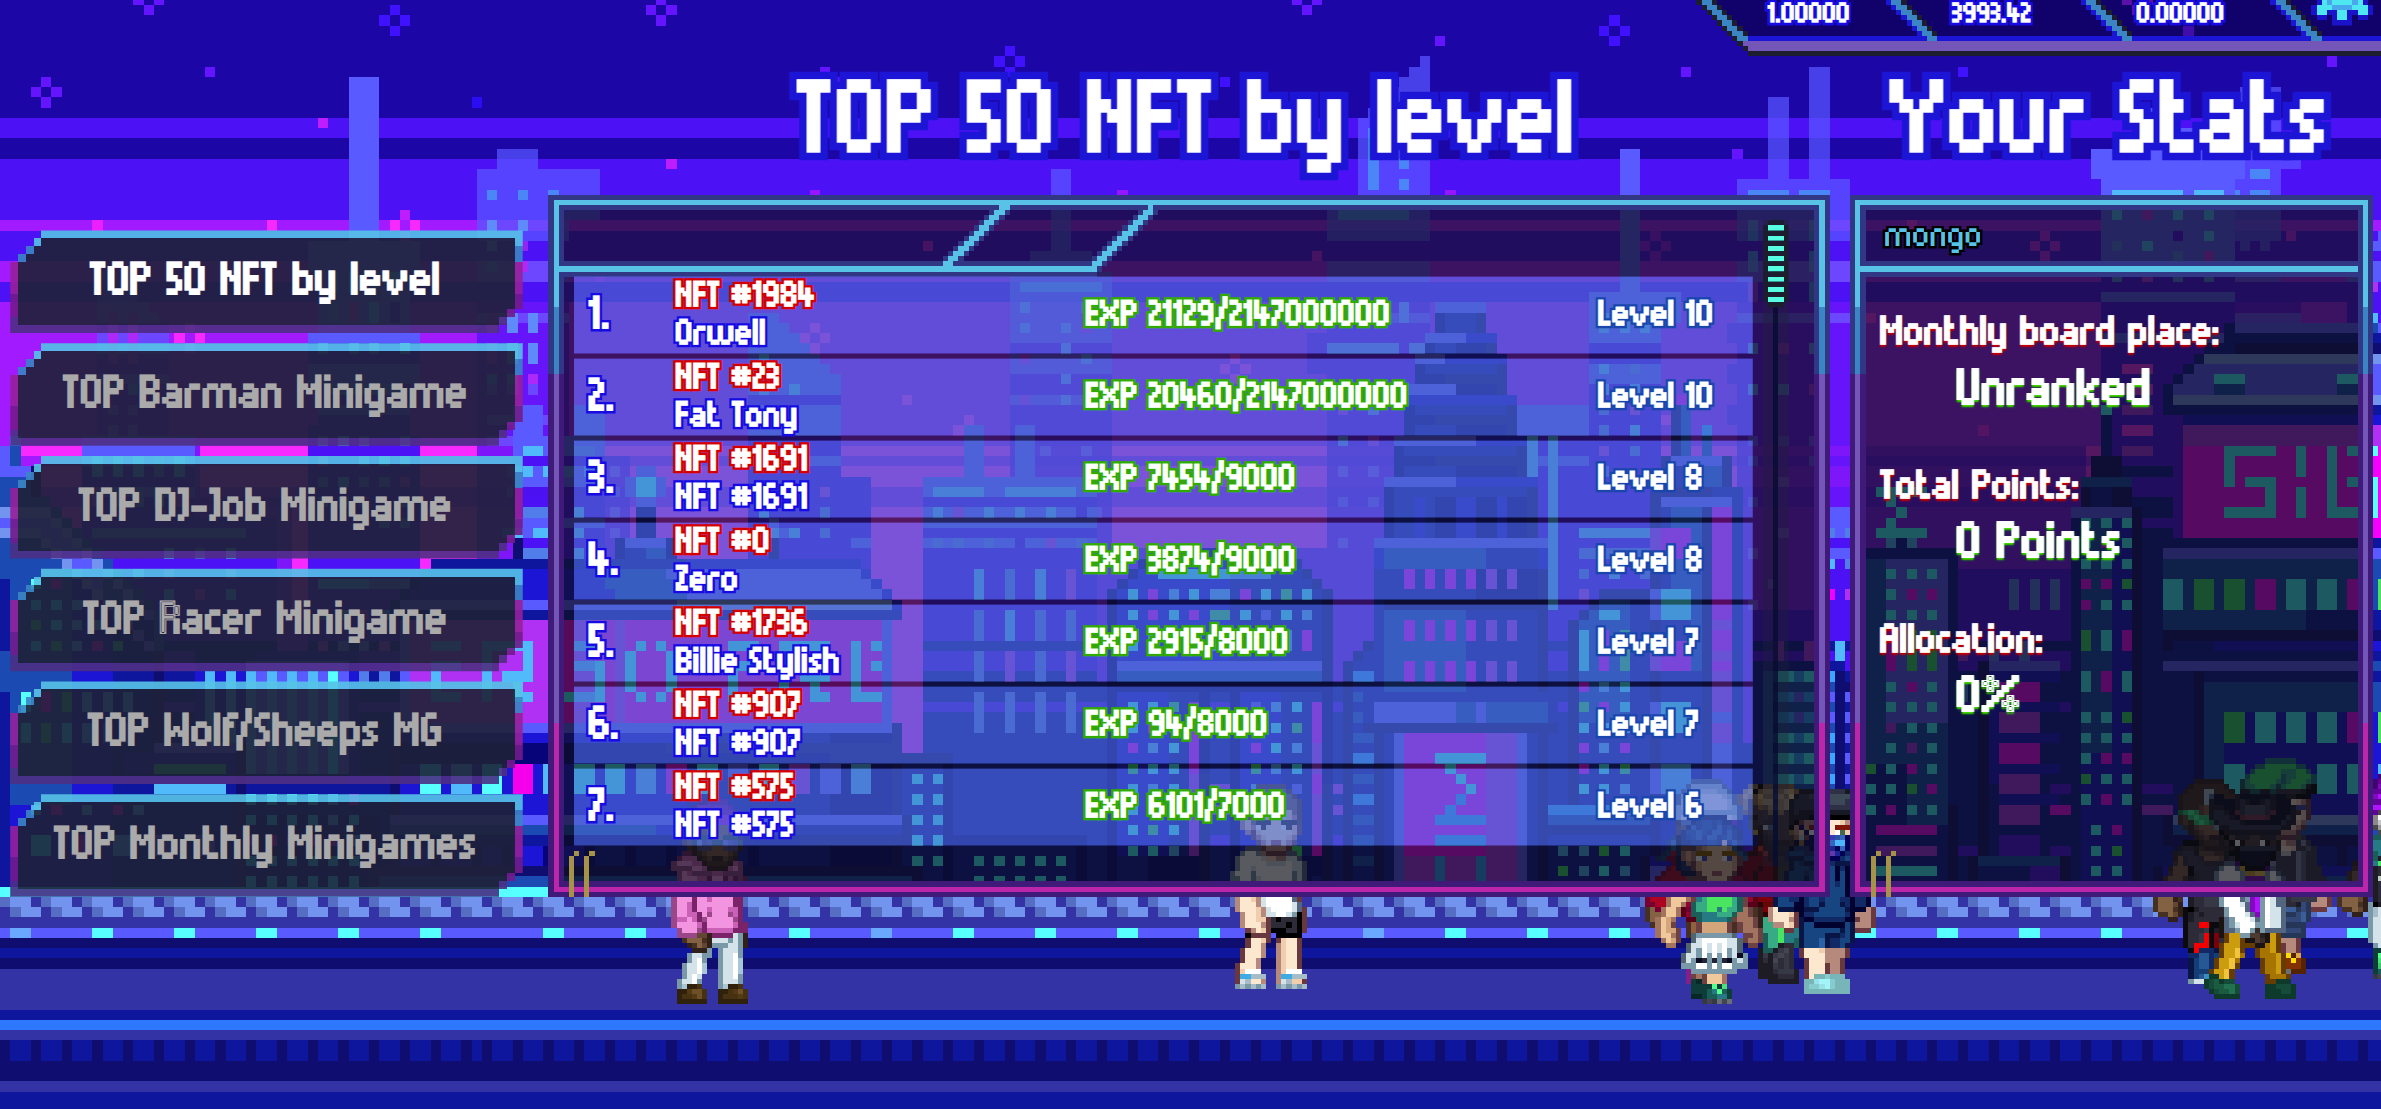 1.00000 3993.42 0.00000
TOP 50 NFT by level
Your Stats
TOP 50 NFT by level
TOP Barman Minigame
TOP DJ-Job Minigame
TOP Racer Minigame
TOP Wolf/Sheeps MG
TOP Monthly Minigames
1. NFT #1984 EXP 21129/2147000000 Level 10
Orwell
2. NFT #23 EXP 20460/2147000000 Level 10
Fat Tony
3. NFT #1691 EXP 7454/9000 Level 8
NFT #1691
4. NFT #0 EXP 3874/9000 Level 8
Zero
5. NFT #1736 EXP 2915/8000 Level 7
Billie Stylish
6. NFT #907 EXP 94/8000 Level 7
NFT #907
7. NFT #575 EXP 6101/7000 Level 6
NFT #575
mongo
Monthly board place:
Unranked
Total Points:
0 Points
Allocation:
0%